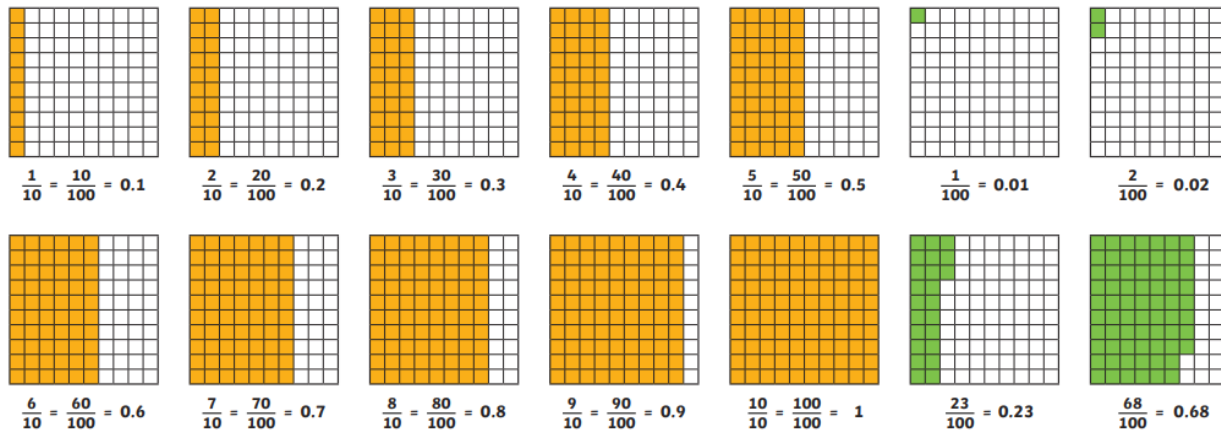 1/10 = 10/100 = 0.1
2/10 = 20/100 = 0.2
3/10 = 30/100 = 0.3
4/10 = 40/100 = 0.4
5/10 = 50/100 = 0.5
1/100 = 0.01
2/100 = 0.02
6/10 = 60/100 = 0.6
7/10 = 70/100 = 0.7
8/10 = 80/100 = 0.8
9/10 = 90/100 = 0.9
10/10 = 100/100 = 1
23/100 = 0.23
68/100 = 0.68